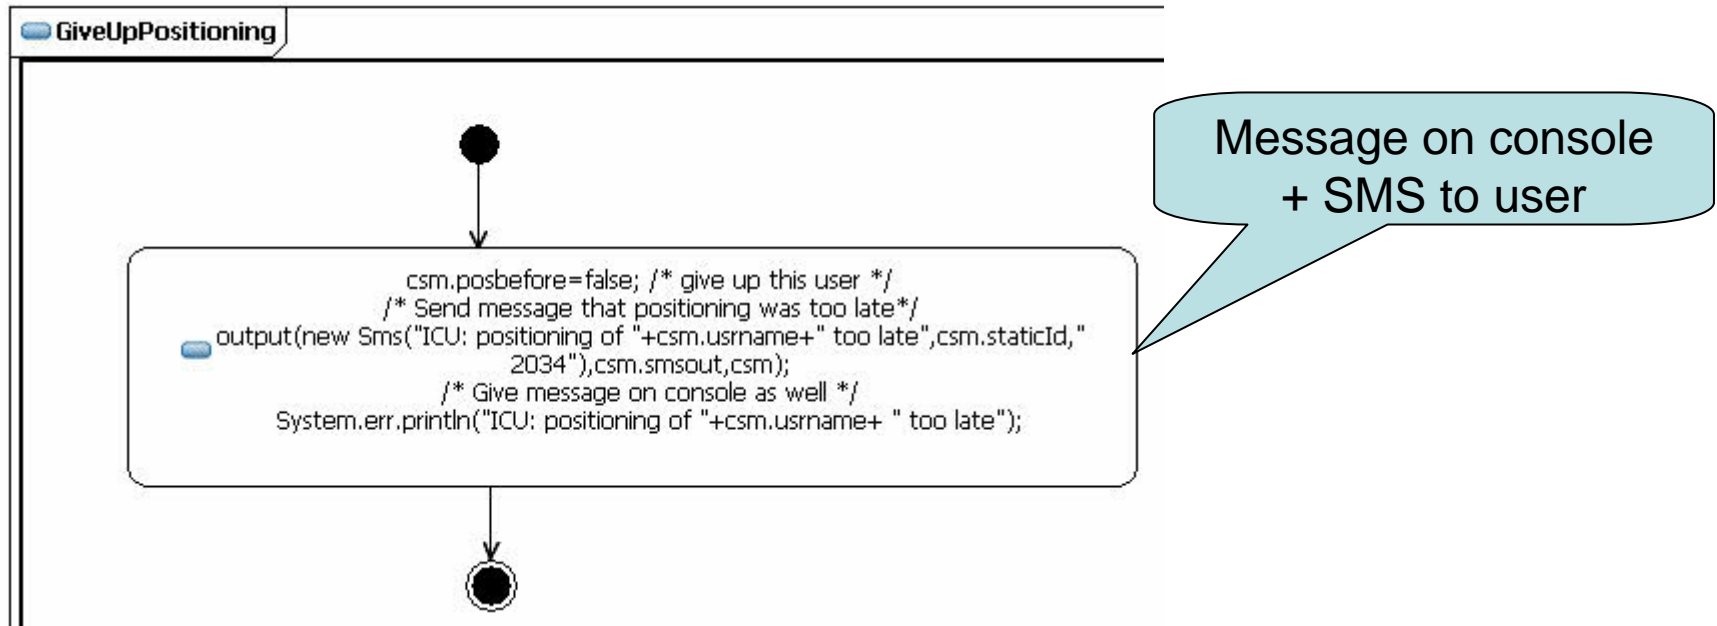 GiveUpPositioning
Message on console
+ SMS to user
csm.posbefore=false; /* give up this user */
/* Send message that positioning was too late*/
output(new Sms("ICU: positioning of "+csm.usrname+" too late",csm.staticId,"
2034"),csm.smsout,csm);
/* Give message on console as well */
System.err.println("ICU: positioning of "+csm.usrname+ " too late");